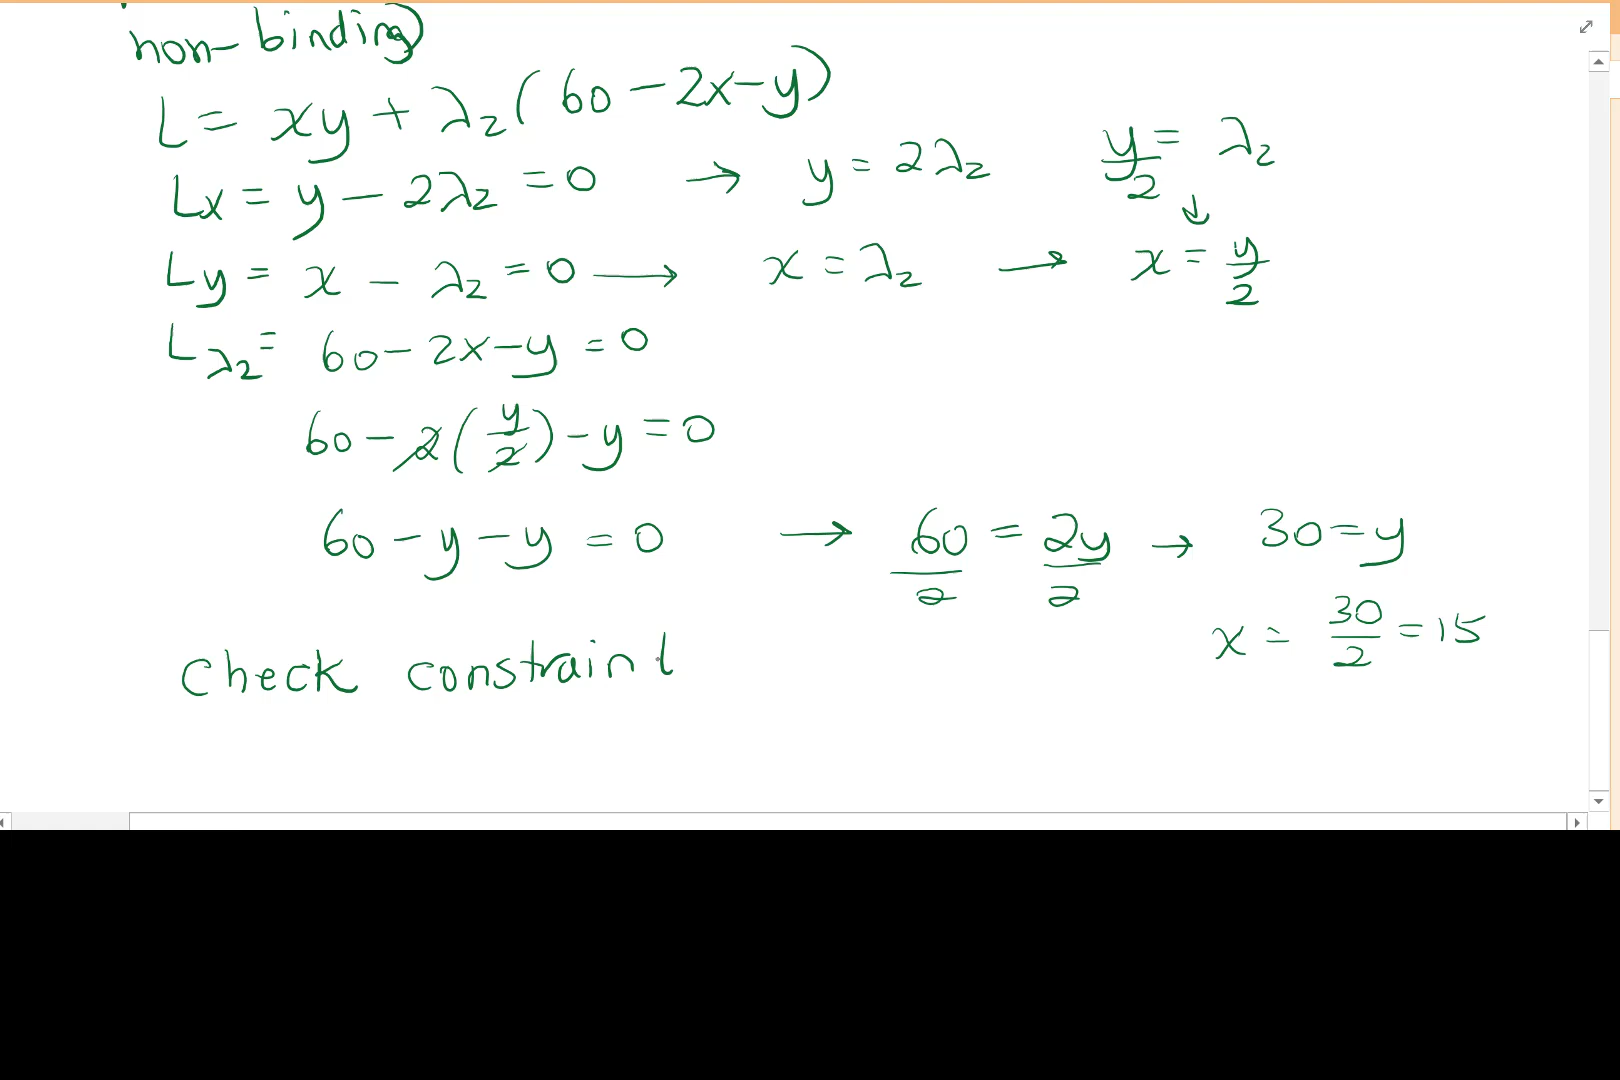 non-binding)
L = xy + λ₂(60 - 2x - y)
Lx = y - 2λ₂ = 0 → y = 2λ₂ y/2 = λ₂
↓
Ly = x - λ₂ = 0 → x = λ₂ → x = y/2
Lλ₂ = 60 - 2x - y = 0
60 - 2(y/2) - y = 0
60 - y - y = 0 → 60/2 = 2y/2 → 30 = y
x = 30/2 = 15
Check constraint